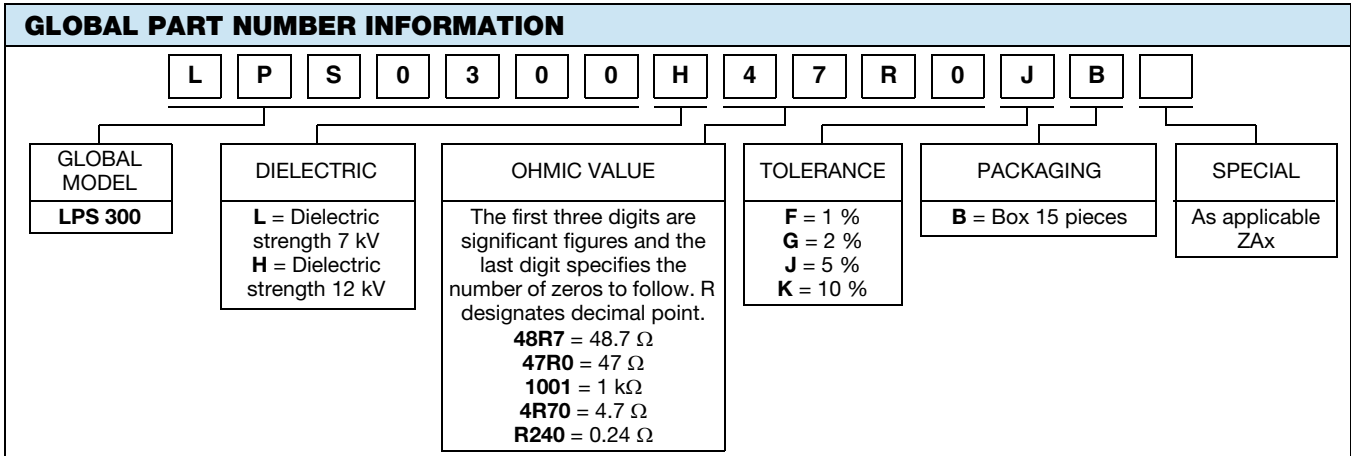 GLOBAL PART NUMBER INFORMATION
L P S 0 3 0 0 H 4 7 R 0 J B
GLOBAL
MODEL
LPS 300
DIELECTRIC
L = Dielectric
strength 7 kV
H = Dielectric
strength 12 kV
OHMIC VALUE
The first three digits are
significant figures and the
last digit specifies the
number of zeros to follow. R
designates decimal point.
48R7 = 48.7 Ω
47R0 = 47 Ω
1001 = 1 kΩ
4R70 = 4.7 Ω
R240 = 0.24 Ω
TOLERANCE
F = 1 %
G = 2 %
J = 5 %
K = 10 %
PACKAGING
B = Box 15 pieces
SPECIAL
As applicable
ZAx